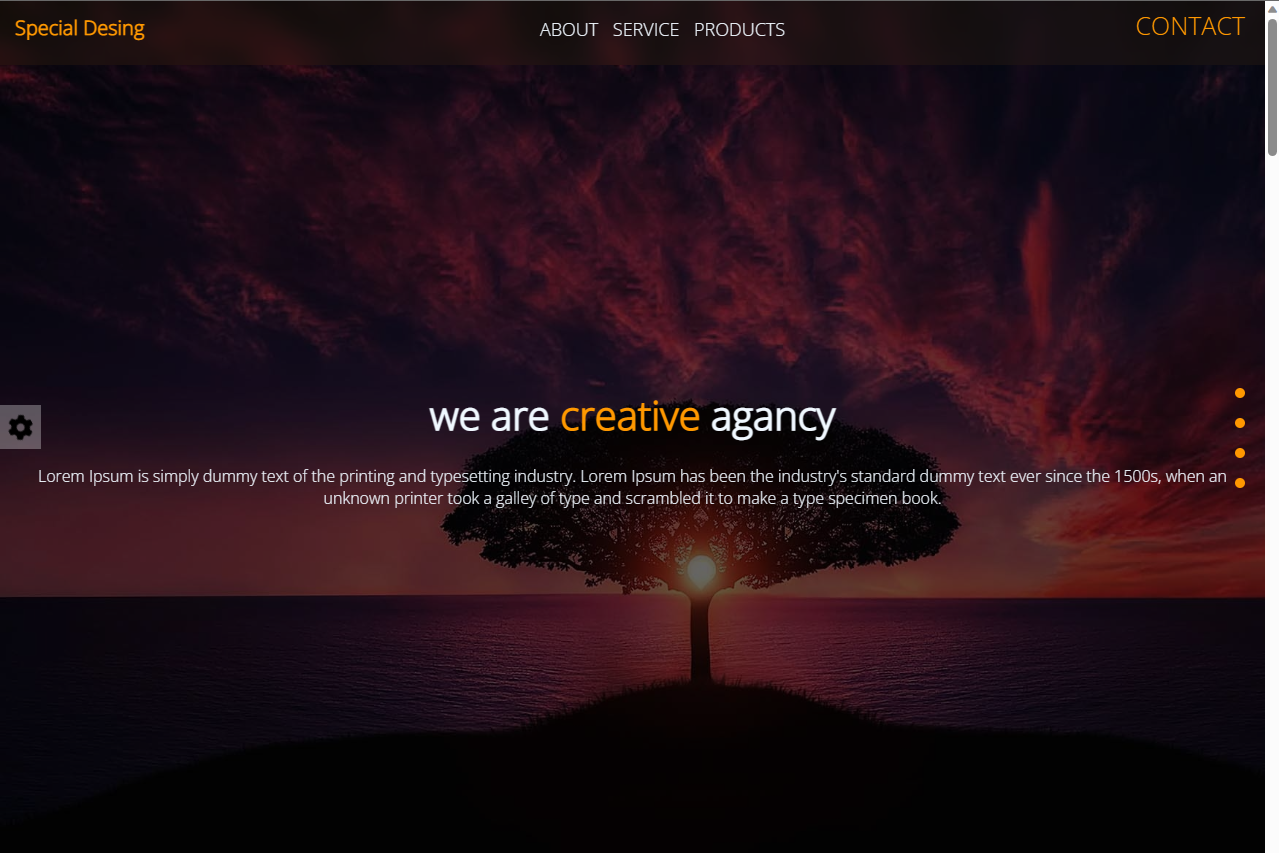 Special Desing
ABOUT SERVICE PRODUCTS
CONTACT
we are creative agancy
Lorem Ipsum is simply dummy text of the printing and typesetting industry. Lorem Ipsum has been the industry's standard dummy text ever since the 1500s, when an
unknown printer took a galley of type and scrambled it to make a type specimen book.